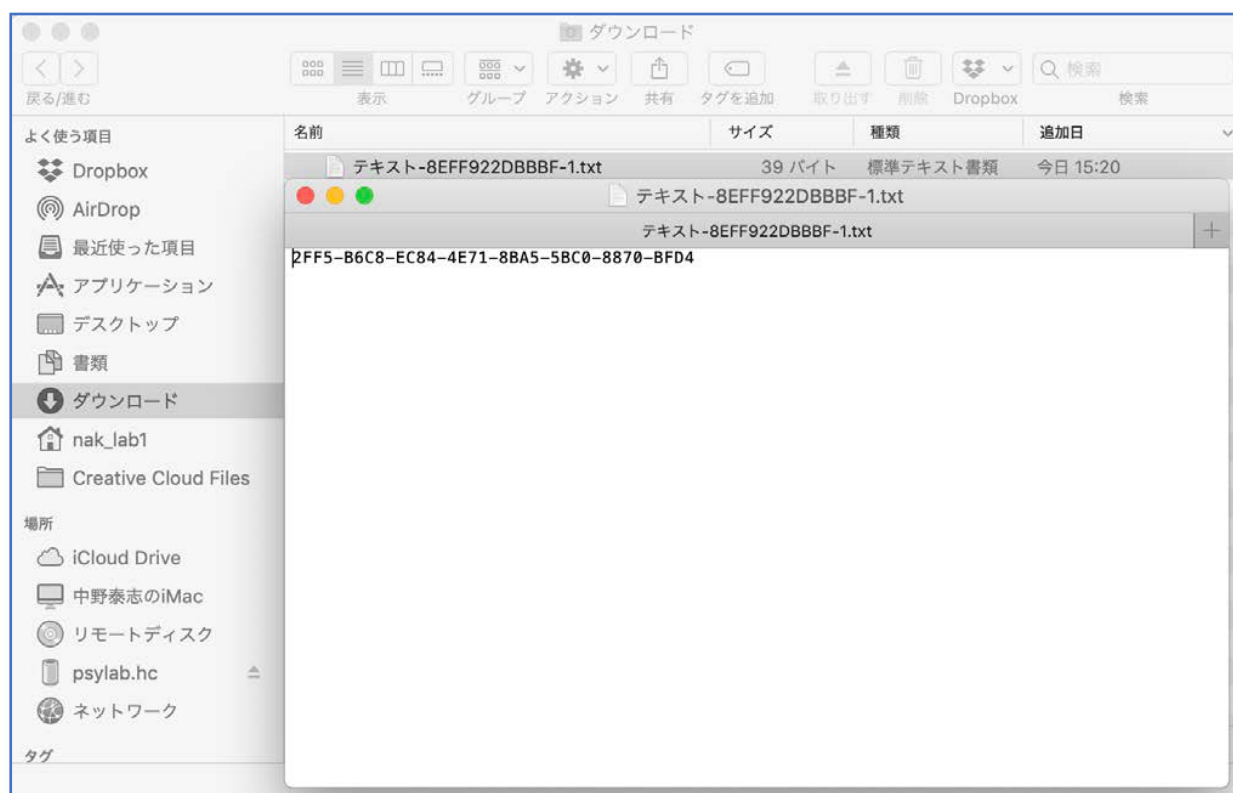 ダウンロード
戻る/進む
表示
グループ
アクション
共有
タグを追加
取り出す
削除
Dropbox
検索
検索
よく使う項目
Dropbox
AirDrop
最近使った項目
アプリケーション
デスクトップ
書類
ダウンロード
nak_lab1
Creative Cloud Files
場所
iCloud Drive
中野泰志のiMac
リモートディスク
psylab.hc
ネットワーク
タグ
名前 サイズ 種類 追加日
テキスト-8EFF922DBBBF-1.txt 39 バイト 標準テキスト書類 今日 15:20
テキスト-8EFF922DBBBF-1.txt
テキスト-8EFF922DBBBF-1.txt
2FF5-B6C8-EC84-4E71-8BA5-5BC0-8870-BFD4